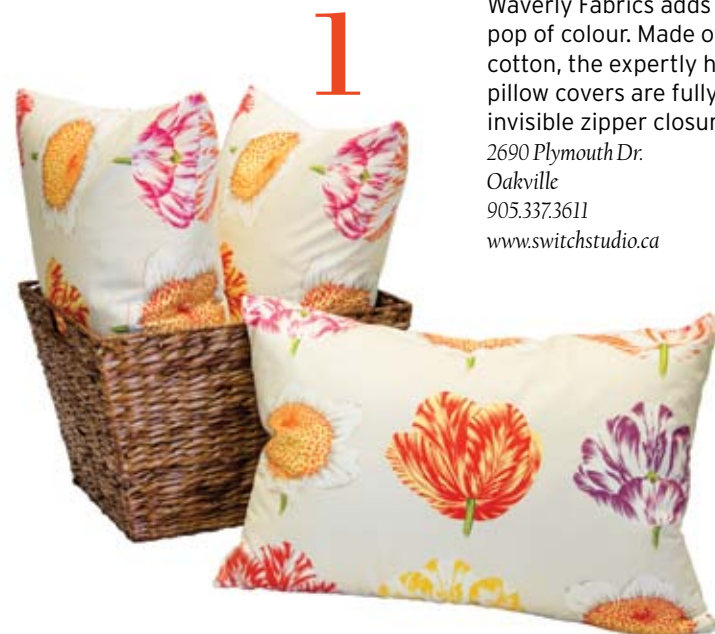 1
Waverly Fabrics adds
pop of colour. Made o
cotton, the expertly h
pillow covers are fully
invisible zipper closur
2690 Plymouth Dr.
Oakville
905.337.3611
www.switchstudio.ca